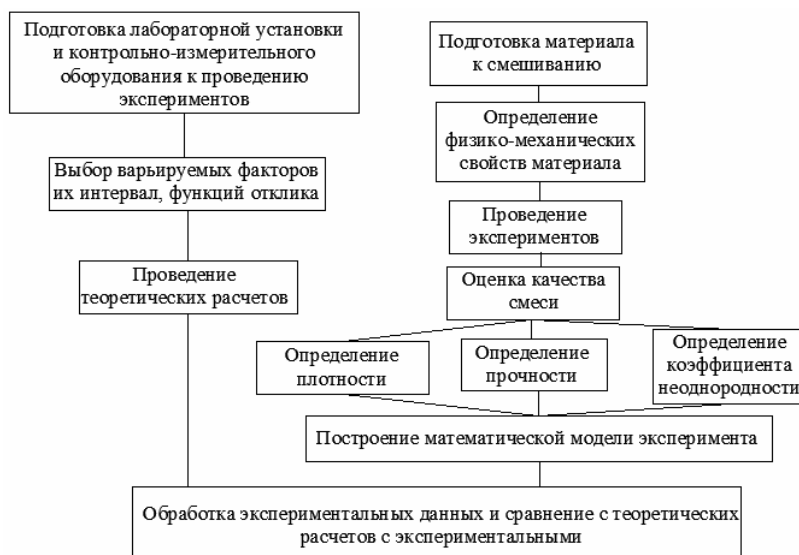 Подготовка лабораторной установки
и контрольно-измерительного
оборудования к проведению
экспериментов
Подготовка материала
к смешиванию
Определение
физико-механических
свойств материала
Выбор варьируемых факторов
их интервал, функций отклика
Проведение
экспериментов
Проведение
теоретических расчетов
Оценка качества
смеси
Определение
плотности
Определение
прочности
Определение
коэффициента
неоднородности
Построение математической модели эксперимента
Обработка экспериментальных данных и сравнение с теоретических
расчетов с экспериментальными